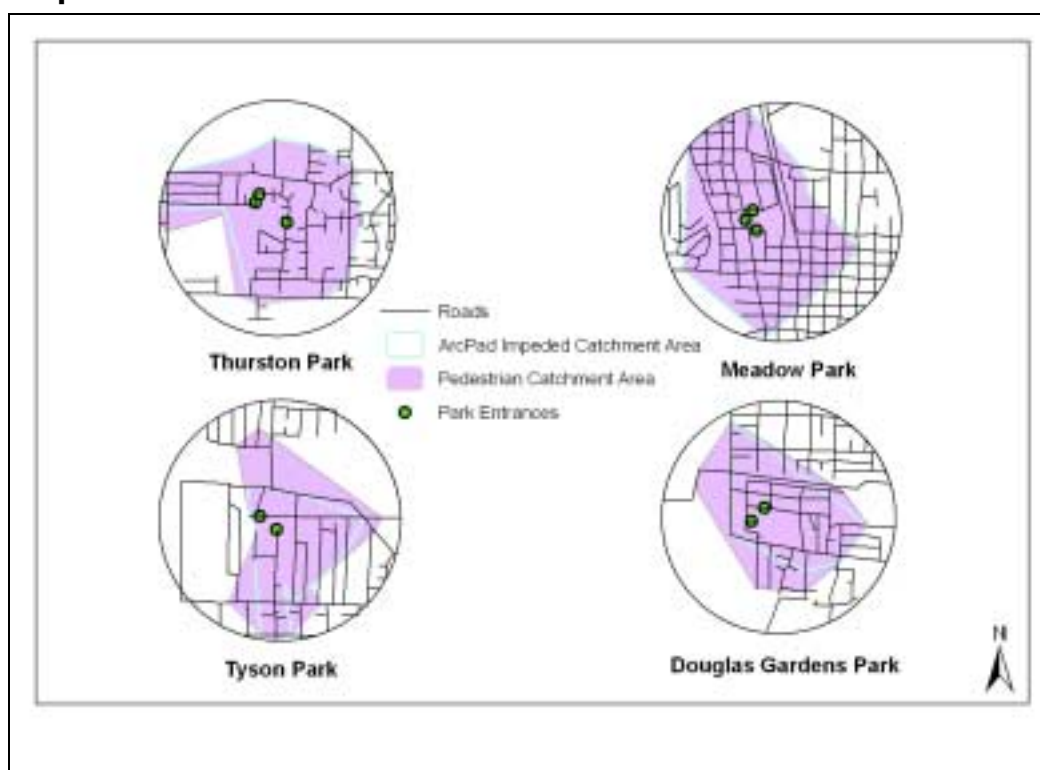 Thurston Park
Meadow Park
Roads
ArcPad Impeded Catchment Area
Pedestrian Catchment Area
Park Entrances
Tyson Park
Douglas Gardens Park
N